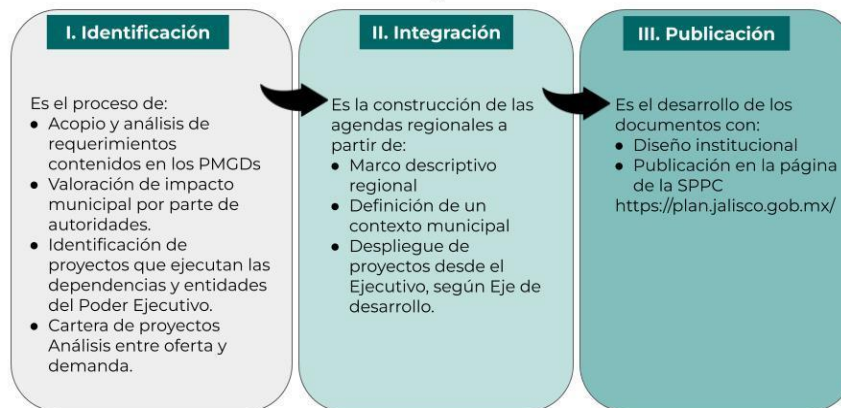 I. Identificación
Es el proceso de:
● Acopio y análisis de
requerimientos
contenidos en los PMGDs
● Valoración de impacto
municipal por parte de
autoridades.
● Identificación de
proyectos que ejecutan las
dependencias y entidades
del Poder Ejecutivo.
● Cartera de proyectos
Análisis entre oferta y
demanda.
II. Integración
Es la construcción de las
agendas regionales a
partir de:
● Marco descriptivo
regional
● Definición de un
contexto municipal
● Despliegue de
proyectos desde el
Ejecutivo, según Eje de
desarrollo.
III. Publicación
Es el desarrollo de los
documentos con:
● Diseño institucional
● Publicación en la página
de la SPPC
https://plan.jalisco.gob.mx/